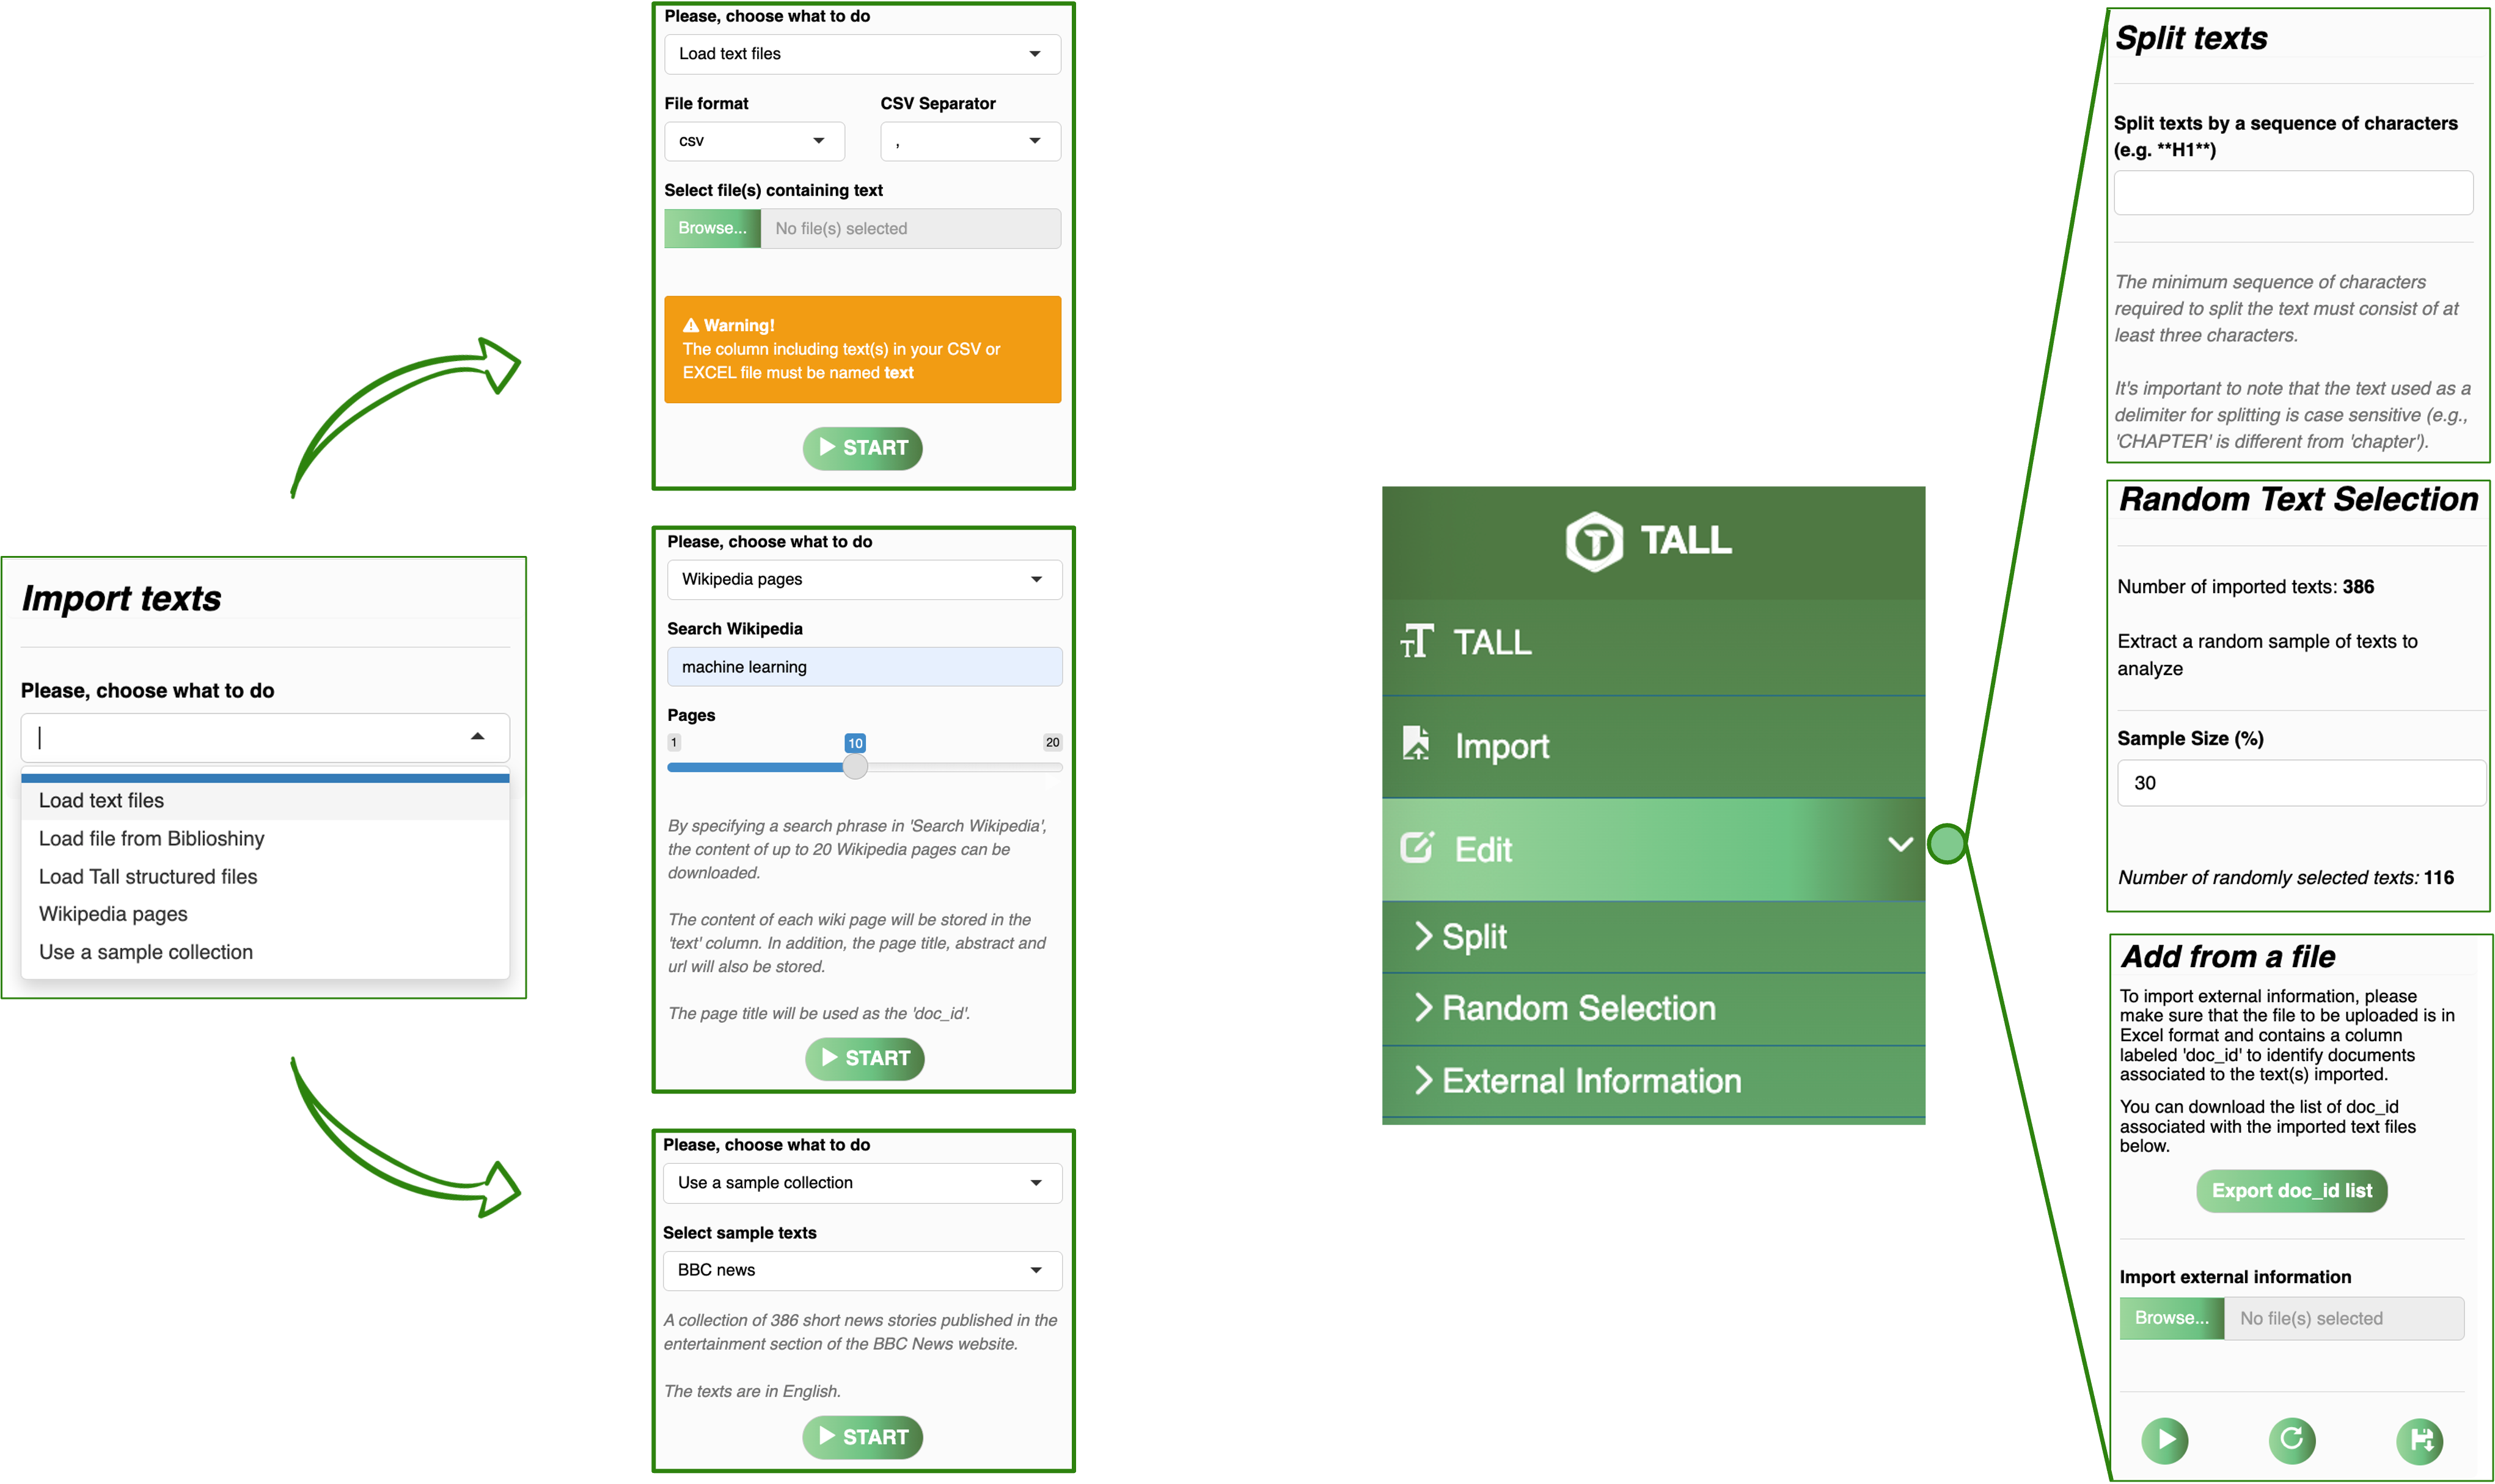 Import texts
Please, choose what to do
Load text files
Load file from Biblioshiny
Load Tall structured files
Wikipedia pages
Use a sample collection
Please, choose what to do
Load text files
File format
CSV Separator
csv
,
Select file(s) containing text
Browse...
No file(s) selected
Warning!
The column including text(s) in your CSV or
EXCEL file must be named text
START
Please, choose what to do
Wikipedia pages
Search Wikipedia
machine learning
Pages
1
10
20
By specifying a search phrase in 'Search Wikipedia',
the content of up to 20 Wikipedia pages can be
downloaded.
The content of each wiki page will be stored in the
'text' column. In addition, the page title, abstract and
url will also be stored.
The page title will be used as the 'doc_id'.
START
Please, choose what to do
Use a sample collection
Select sample texts
BBC news
A collection of 386 short news stories published in the
entertainment section of the BBC News website.
The texts are in English.
START
TALL
TALL
Import
Edit
Split
Random Selection
External Information
Split texts
Split texts by a sequence of characters
(e.g. **H1**)
The minimum sequence of characters
required to split the text must consist of at
least three characters.
It's important to note that the text used as a
delimiter for splitting is case sensitive (e.g.,
'CHAPTER' is different from 'chapter').
Random Text Selection
Number of imported texts: 386
Extract a random sample of texts to
analyze
Sample Size (%)
30
Number of randomly selected texts: 116
Add from a file
To import external information, please
make sure that the file to be uploaded is in
Excel format and contains a column
labeled 'doc_id' to identify documents
associated to the text(s) imported.
You can download the list of doc_id
associated with the imported text files
below.
Export doc_id list
Import external information
Browse...
No file(s) selected